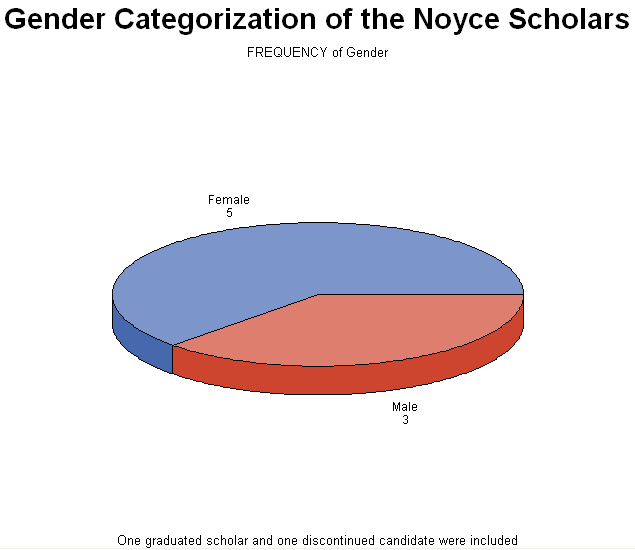 Gender Categorization of the Noyce Scholars
FREQUENCY of Gender
Female
5
Male
3
One graduated scholar and one discontinued candidate were included